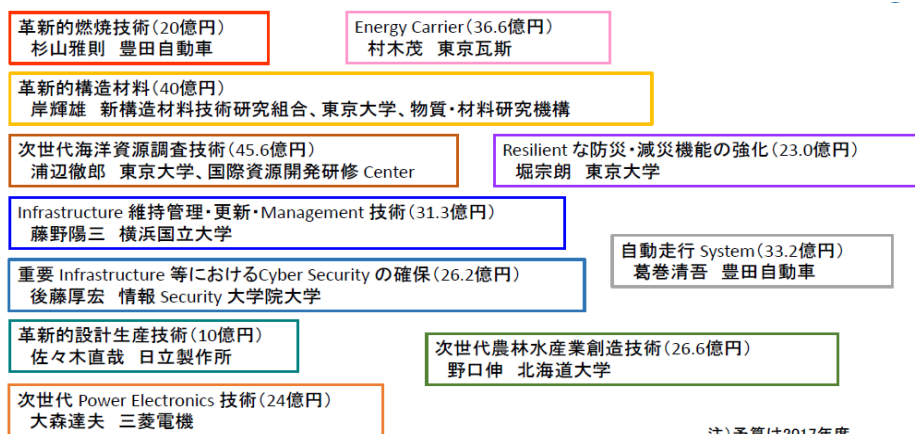 革新的燃焼技術（20億円）
杉山雅則 豊田自動車
Energy Carrier（36.6億円）
村木茂 東京瓦斯
革新的構造材料（40億円）
岸輝雄 新構造材料技術研究組合、東京大学、物質・材料研究機構
次世代海洋資源調査技術（45.6億円）
浦辺徹郎 東京大学、国際資源開発研修 Center
Resilient な防災・減災機能の強化（23.0億円）
堀宗朗 東京大学
Infrastructure 維持管理・更新・Management 技術（31.3億円）
藤野陽三 横浜国立大学
自動走行 System（33.2億円）
葛巻清吾 豊田自動車
重要 Infrastructure 等におけるCyber Security の確保（26.2億円）
後藤厚宏 情報 Security 大学院大学
革新的設計生産技術（10億円）
佐々木直哉 日立製作所
次世代農林水産業創造技術（26.6億円）
野口伸 北海道大学
次世代 Power Electronics 技術（24億円）
大森達夫 三菱電機
注）予算は2017年度